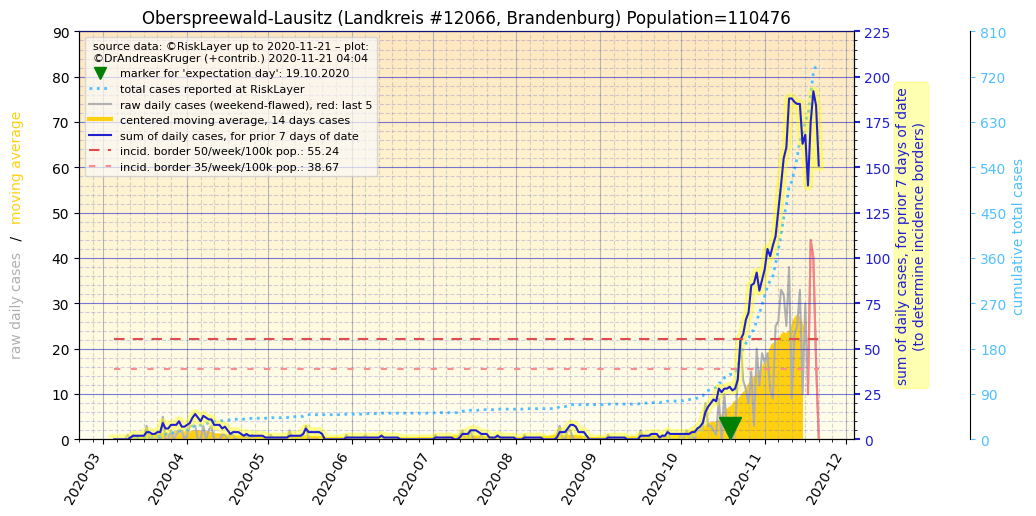 Oberspreewald-Lausitz (Landkreis #12066, Brandenburg) Population=110476
source data: ©RiskLayer up to 2020-11-21 – plot:
©DrAndreasKruger (+contrib.) 2020-11-21 04:04
marker for 'expectation day': 19.10.2020
total cases reported at RiskLayer
raw daily cases (weekend-flawed), red: last 5
centered moving average, 14 days cases
sum of daily cases, for prior 7 days of date
incid. border 50/week/100k pop.: 55.24
incid. border 35/week/100k pop.: 38.67
raw daily cases / moving average
90
80
70
60
50
40
30
20
10
0
2020-03
2020-04
2020-05
2020-06
2020-07
2020-08
2020-09
2020-10
2020-11
2020-12
225
200
175
150
125
100
75
50
25
0
sum of daily cases, for prior 7 days of date
(to determine incidence borders)
810
720
630
540
450
360
270
180
90
0
cumulative total cases